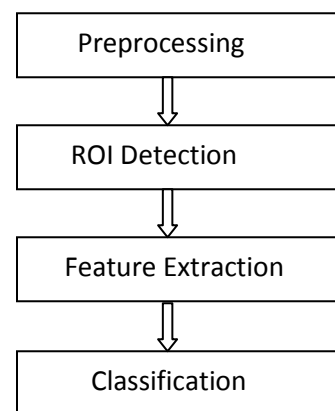 Preprocessing
ROI Detection
Feature Extraction
Classification